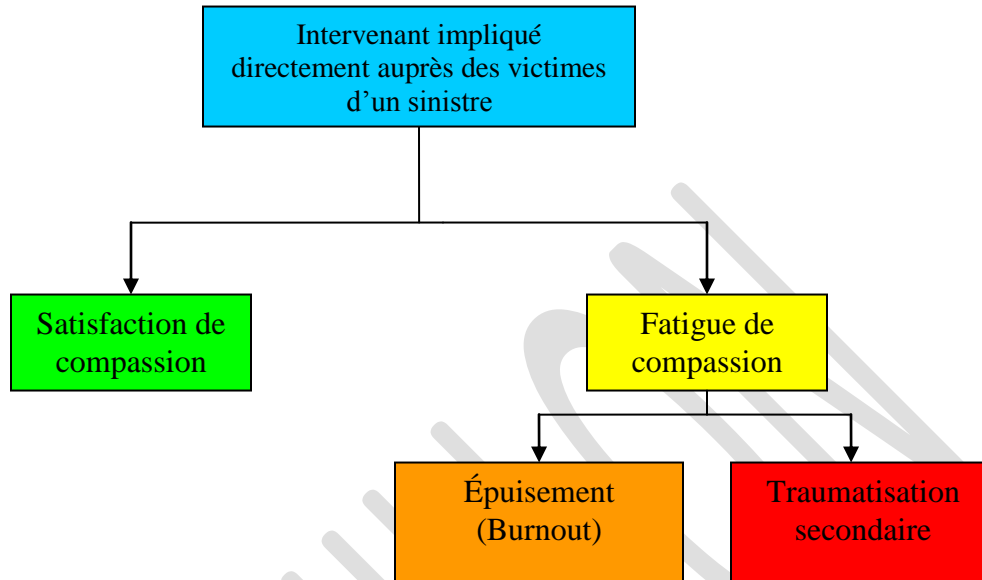 Intervenant impliqué
directement auprès des victimes
d'un sinistre
Satisfaction de
compassion
Fatigue de
compassion
Épuisement
(Burnout)
Traumatisation
secondaire